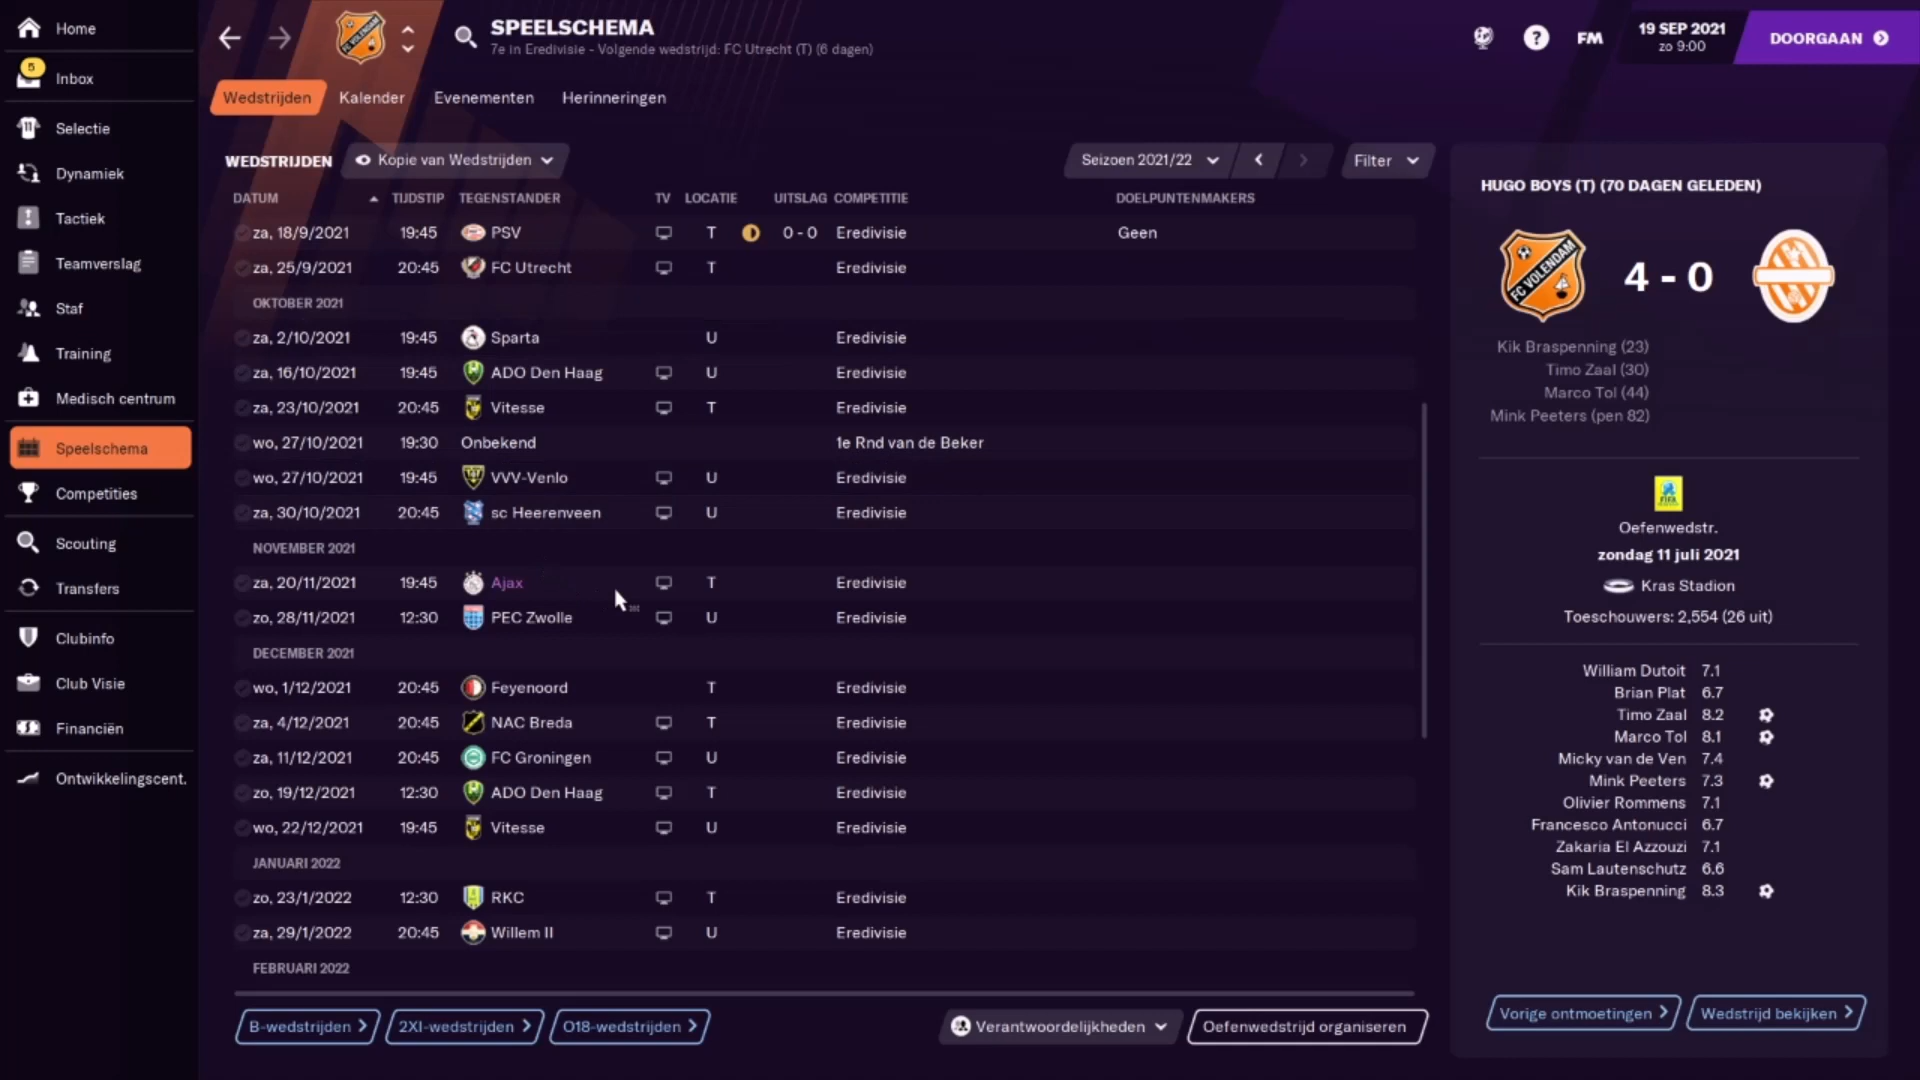 Home
5
Inbox
Selectie
Dynamiek
Tactiek
Teamverslag
Staf
Training
Medisch centrum
Speelschema
Competities
Scouting
Transfers
Clubinfo
Club Visie
Financiën
Ontwikkelingscent.
FC VOLENDAM
SPEELSCHEMA
7e in Eredivisie - Volgende wedstrijd: FC Utrecht (T) (6 dagen)
? FM
19 SEP 2021
zo 9:00
DOORGAAN
Wedstrijden Kalender Evenementen Herinneringen
WEDSTRIJDEN Kopie van Wedstrijden Seizoen 2021/22 Filter
DATUM TIJDSTIP TEGENSTANDER TV LOCATIE UITSLAG COMPETITIE DOELPUNTENMAKERS
za, 18/9/2021 19:45 PSV T 0 - 0 Eredivisie Geen
za, 25/9/2021 20:45 FC Utrecht T Eredivisie
OKTOBER 2021
za, 2/10/2021 19:45 Sparta U Eredivisie
za, 16/10/2021 19:45 ADO Den Haag U Eredivisie
za, 23/10/2021 20:45 Vitesse T Eredivisie
wo, 27/10/2021 19:30 Onbekend 1e Rnd van de Beker
wo, 27/10/2021 19:45 VVV-Venlo U Eredivisie
za, 30/10/2021 20:45 sc Heerenveen U Eredivisie
NOVEMBER 2021
za, 20/11/2021 19:45 Ajax T Eredivisie
zo, 28/11/2021 12:30 PEC Zwolle U Eredivisie
DECEMBER 2021
wo, 1/12/2021 20:45 Feyenoord T Eredivisie
za, 4/12/2021 20:45 NAC Breda T Eredivisie
za, 11/12/2021 20:45 FC Groningen U Eredivisie
zo, 19/12/2021 12:30 ADO Den Haag T Eredivisie
wo, 22/12/2021 19:45 Vitesse U Eredivisie
JANUARI 2022
zo, 23/1/2022 12:30 RKC T Eredivisie
za, 29/1/2022 20:45 Willem II U Eredivisie
FEBRUARI 2022
B-wedstrijden 2XI-wedstrijden O18-wedstrijden Verantwoordelijkheden Oefenwedstrijd organiseren
HUGO BOYS (T) (70 DAGEN GELEDEN)
FC VOLENDAM
4 - 0
Kik Braspenning (23)
Timo Zaal (30)
Marco Tol (44)
Mink Peeters (pen 82)
Oefenwedstr.
zondag 11 juli 2021
Kras Stadion
Toeschouwers: 2,554 (26 uit)
William Dutoit 7.1
Brian Plat 6.7
Timo Zaal 8.2
Marco Tol 8.1
Micky van de Ven 7.4
Mink Peeters 7.3
Olivier Rommens 7.1
Francesco Antonucci 6.7
Zakaria El Azzouzi 7.1
Sam Lautenschutz 6.6
Kik Braspenning 8.3
Vorige ontmoetingen Wedstrijd bekijken